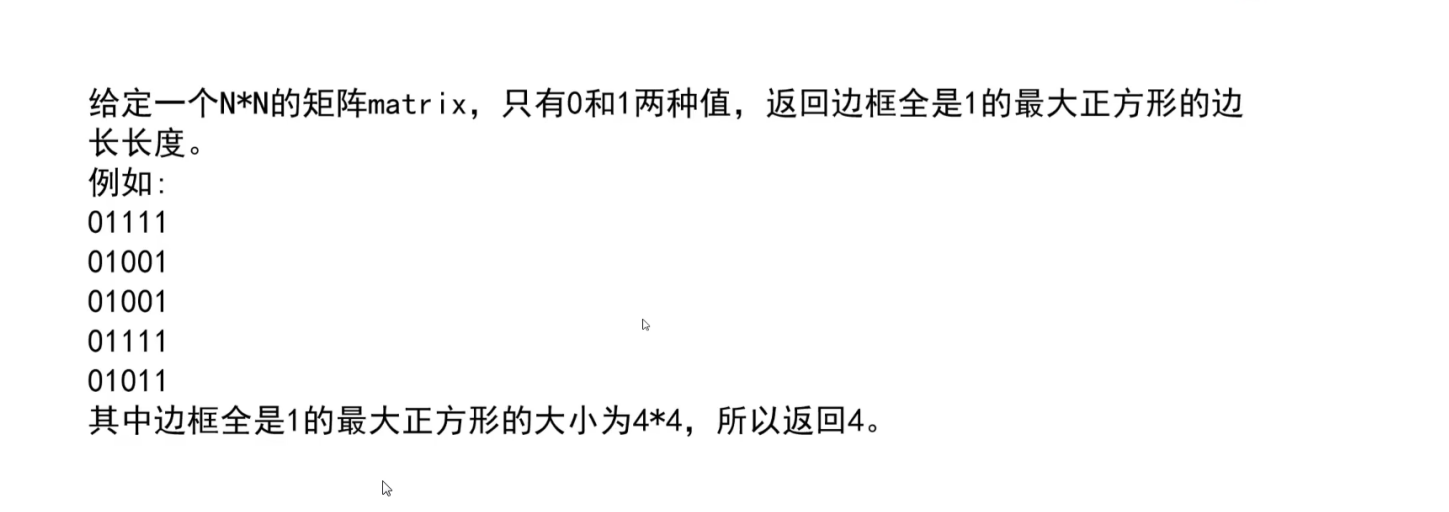 给定一个N*N的矩阵matrix，只有0和1两种值，返回边框全是1的最大正方形的边
长长度。
例如：
01111
01001
01001
01111
01011
其中边框全是1的最大正方形的大小为4*4，所以返回4。